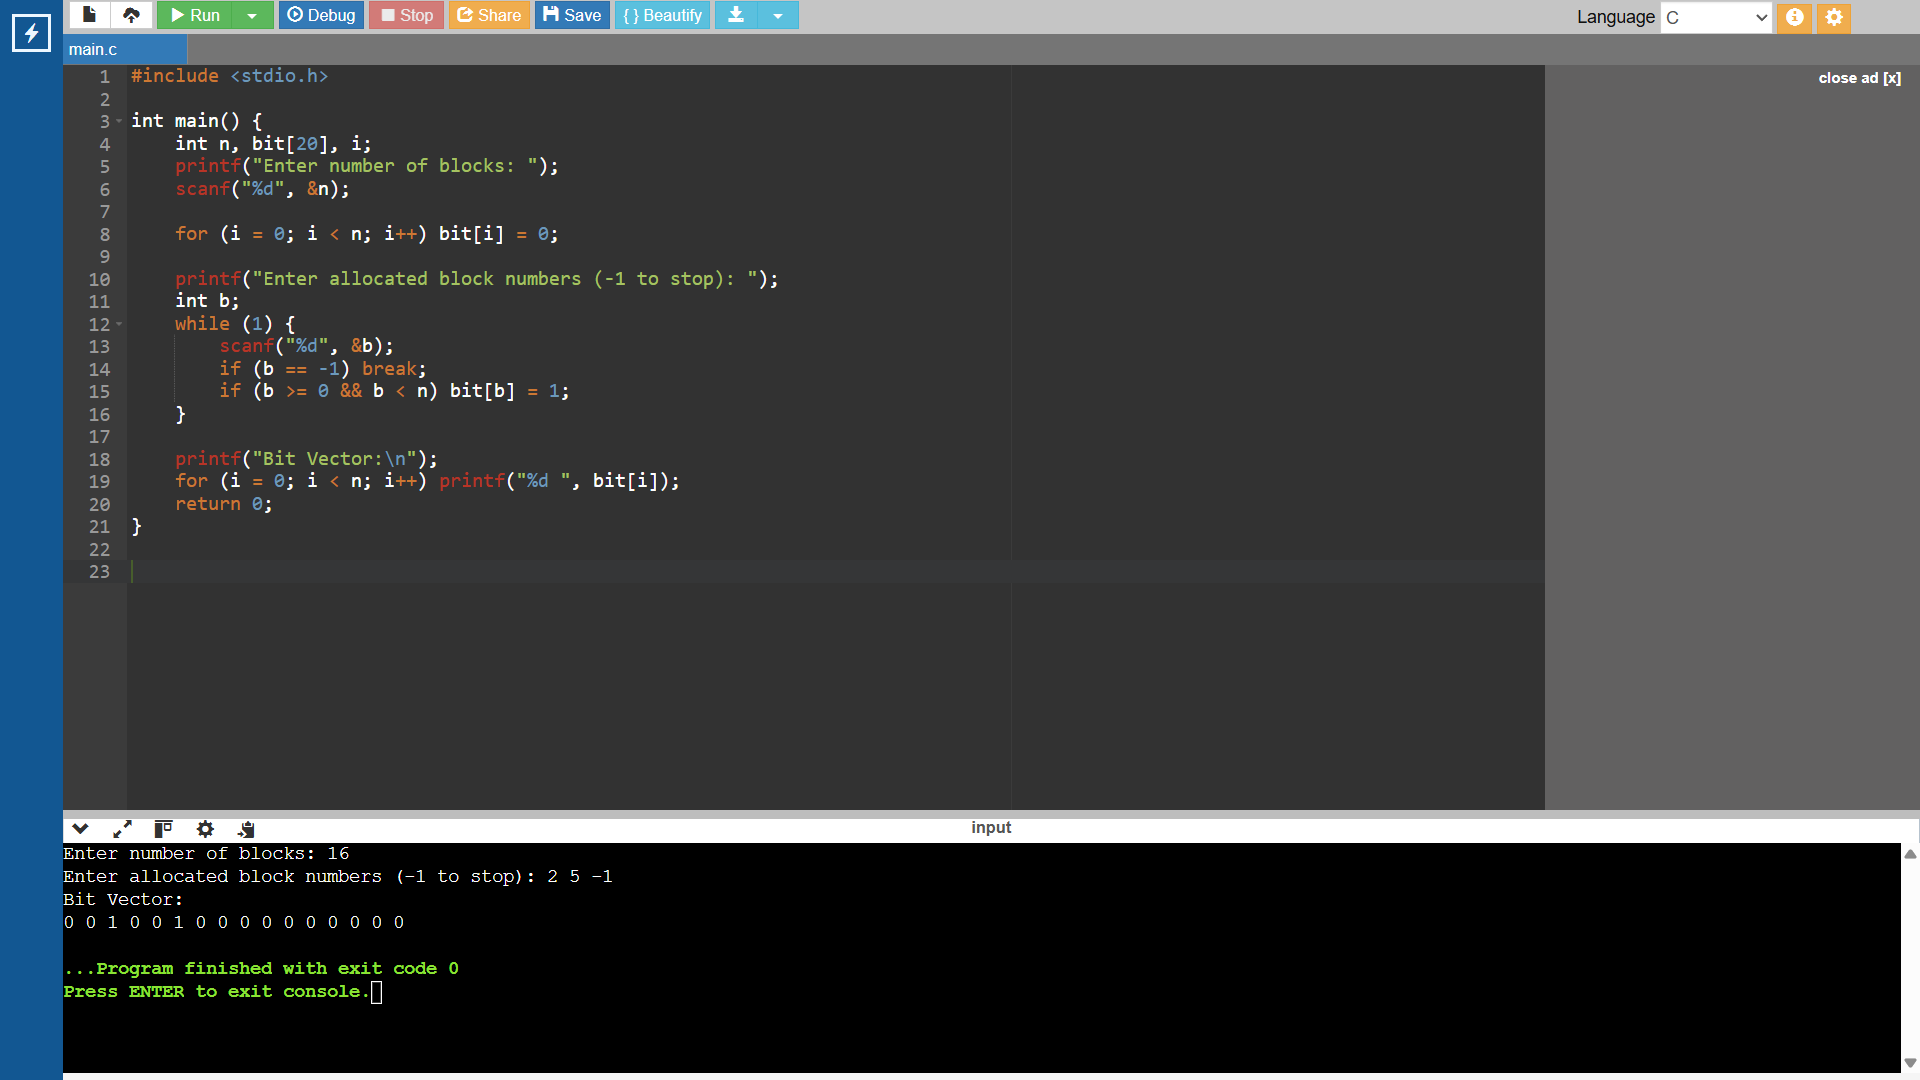 Run Debug Stop Share Save { } Beautify Language C
main.c
close ad [x]
1 #include <stdio.h>
2
3 int main() {
4     int n, bit[20], i;
5     printf("Enter number of blocks: ");
6     scanf("%d", &n);
7
8     for (i = 0; i < n; i++) bit[i] = 0;
9
10     printf("Enter allocated block numbers (-1 to stop): ");
11     int b;
12     while (1) {
13         scanf("%d", &b);
14         if (b == -1) break;
15         if (b >= 0 && b < n) bit[b] = 1;
16     }
17
18     printf("Bit Vector:\n");
19     for (i = 0; i < n; i++) printf("%d ", bit[i]);
20     return 0;
21 }
22
23
input
Enter number of blocks: 16
Enter allocated block numbers (-1 to stop): 2 5 -1
Bit Vector:
0 0 1 0 0 1 0 0 0 0 0 0 0 0 0 0
...Program finished with exit code 0
Press ENTER to exit console.